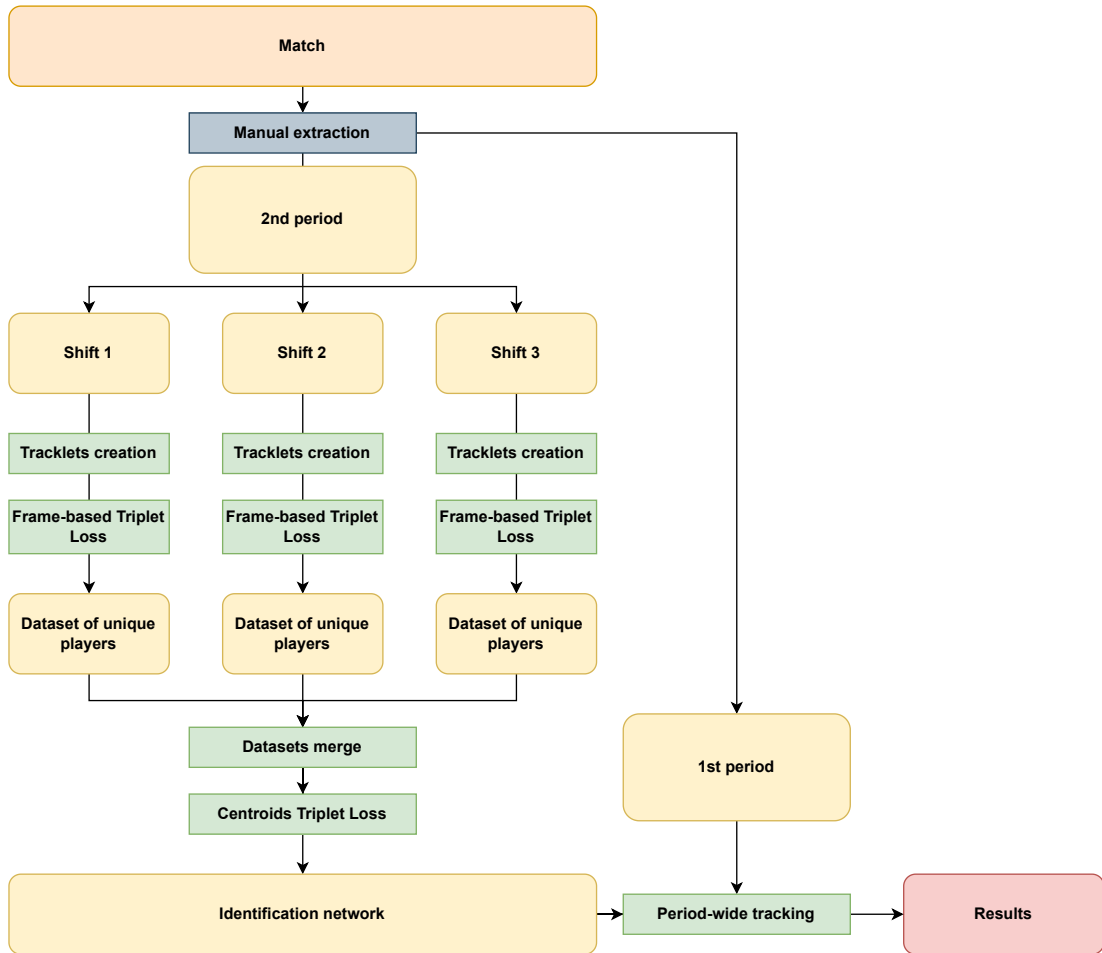 Match
Manual extraction
2nd period
Shift 1
Shift 2
Shift 3
Tracklets creation
Tracklets creation
Tracklets creation
Frame-based Triplet
Loss
Frame-based Triplet
Loss
Frame-based Triplet
Loss
Dataset of unique
players
Dataset of unique
players
Dataset of unique
players
Datasets merge
1st period
Centroids Triplet Loss
Identification network
Period-wide tracking
Results